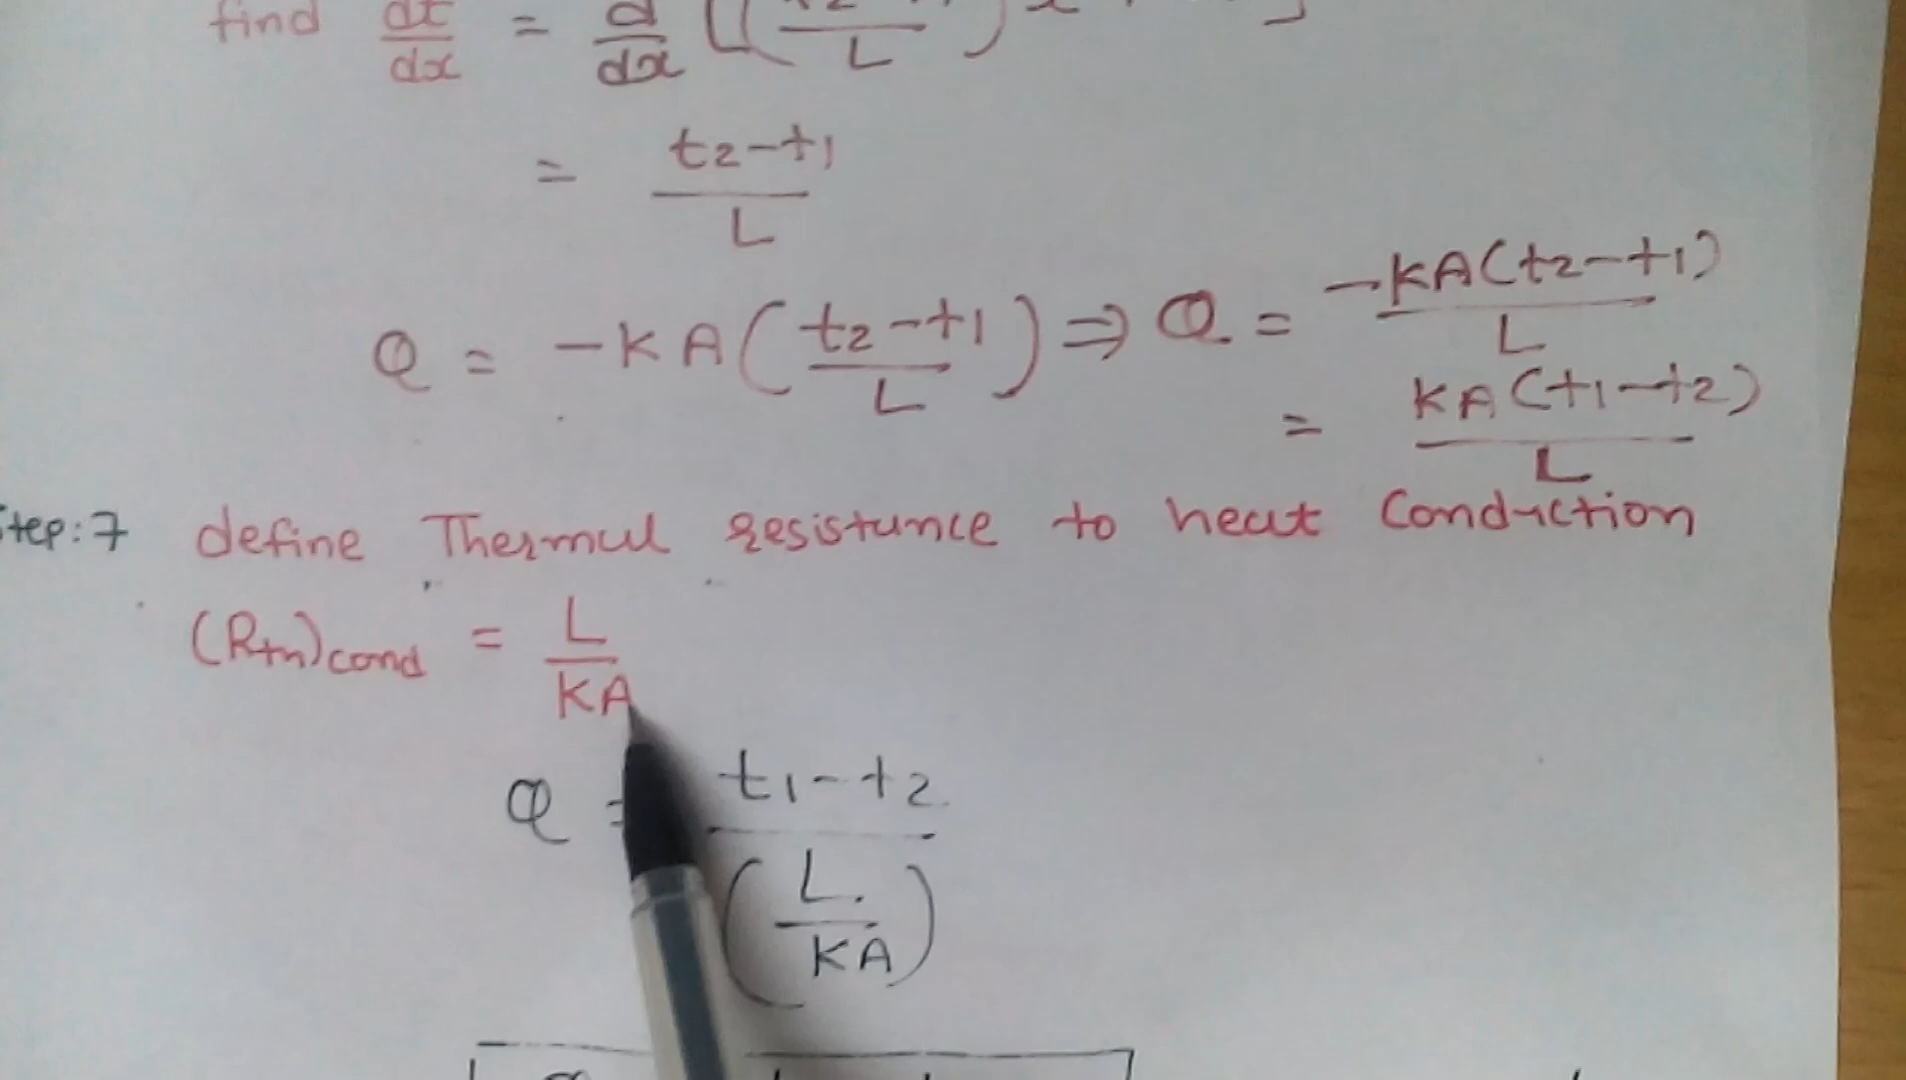 find dt/dx = d/dx [( /L)x
= t2-t1/L
Q = -KA(t2-t1/L) ⇒ Q = -KA(t2-t1)/L
= KA(t1-t2)/L
step:7 define Thermal resistance to heat Conduction
(Rth)cond = L/KA
Q = t1-t2/(L/KA)